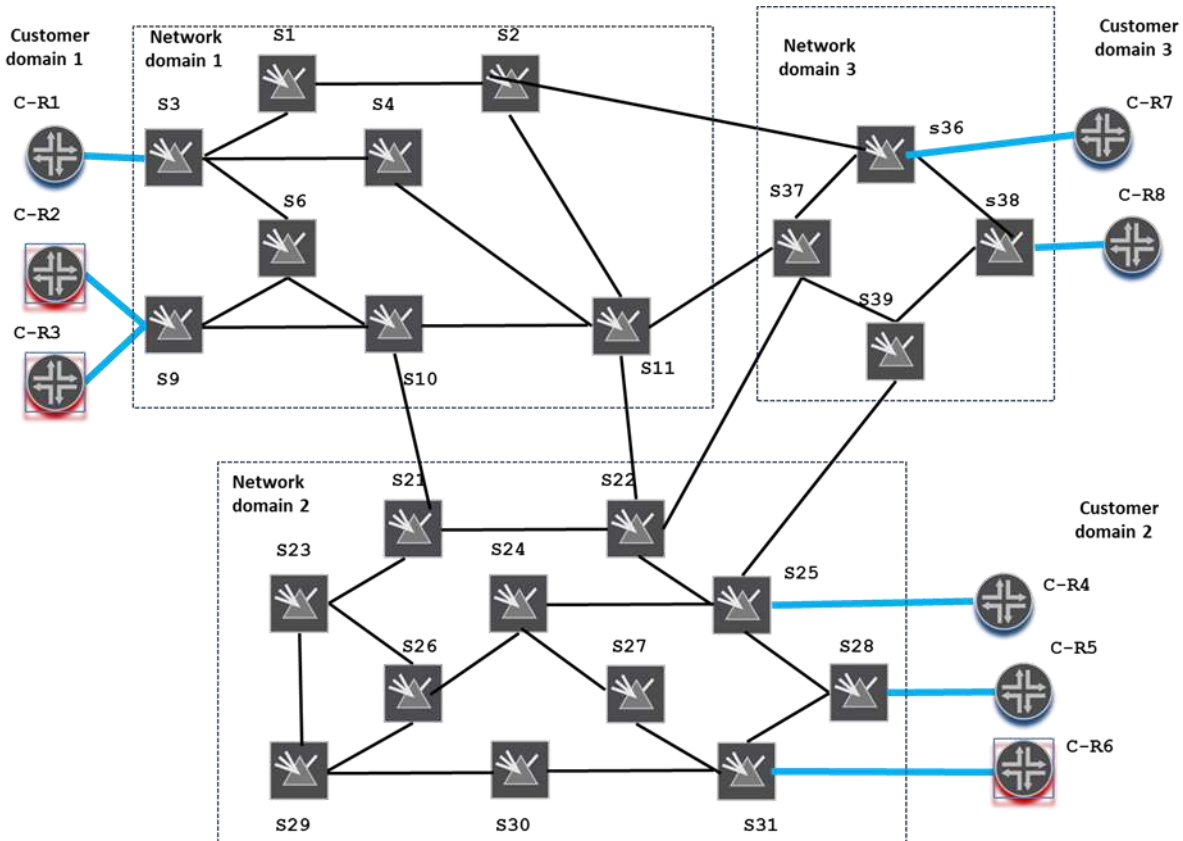 Customer
domain 1
Network
domain 1
S1
S2
Network
domain 3
Customer
domain 3
C-R1
S3
S4
s36
C-R7
C-R2
S6
S37
s38
C-R8
C-R3
S39
S9
S10
S11
Network
domain 2
S21
S22
Customer
domain 2
S23
S24
S25
C-R4
S26
S27
S28
C-R5
C-R6
S29
S30
S31